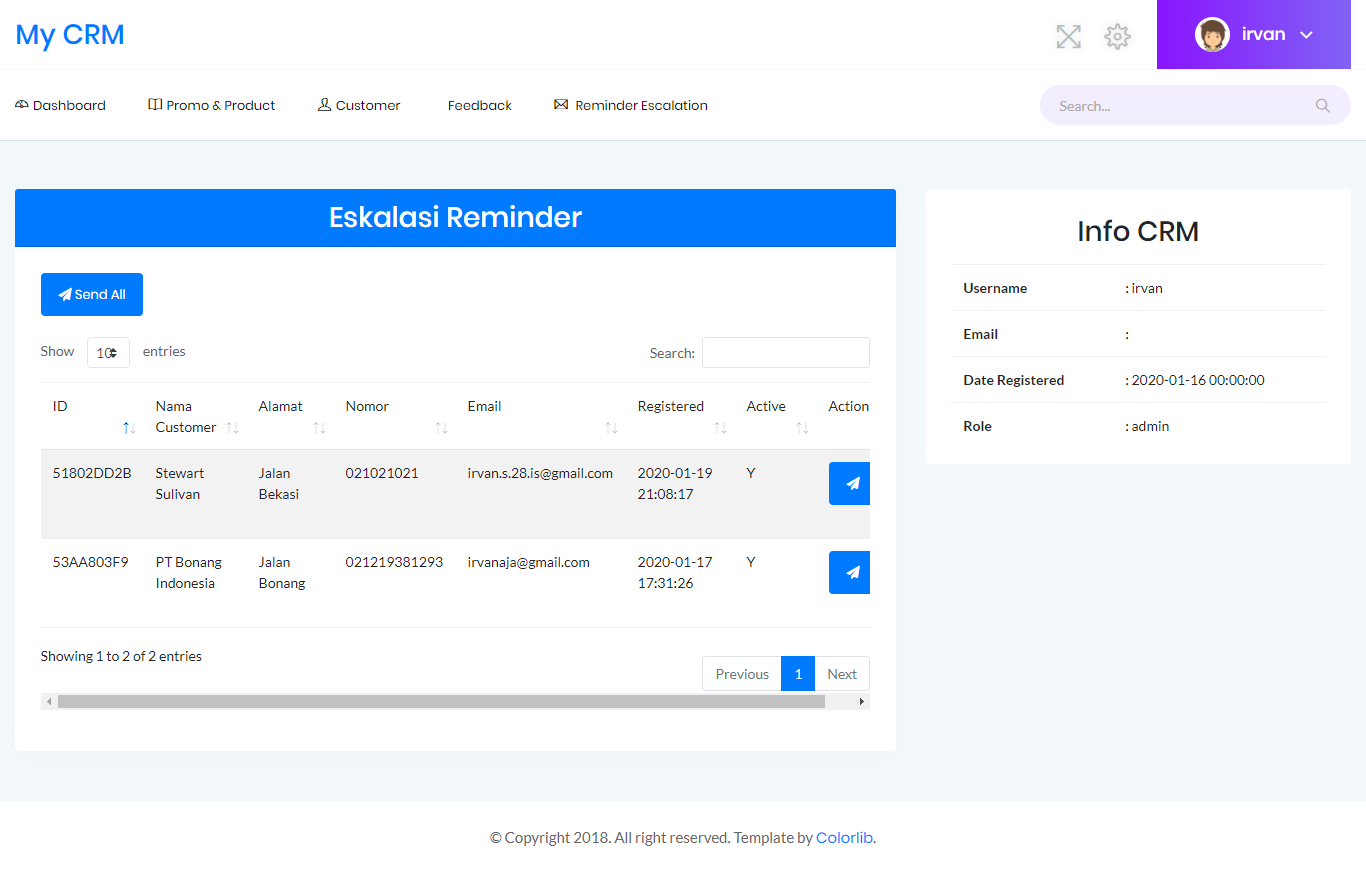 My CRM
irvan
Dashboard Promo & Product Customer Feedback Reminder Escalation Search...
Eskalasi Reminder
Send All
Show 10 entries Search:
ID Nama Customer Alamat Nomor Email Registered Active Action
51802DD2B Stewart Sulivan Jalan Bekasi 021021021 irvan.s.28.is@gmail.com 2020-01-19 21:08:17 Y
53AA803F9 PT Bonang Indonesia Jalan Bonang 021219381293 irvanaja@gmail.com 2020-01-17 17:31:26 Y
Showing 1 to 2 of 2 entries
Previous 1 Next
Info CRM
Username : irvan
Email :
Date Registered : 2020-01-16 00:00:00
Role : admin
© Copyright 2018. All right reserved. Template by Colorlib.